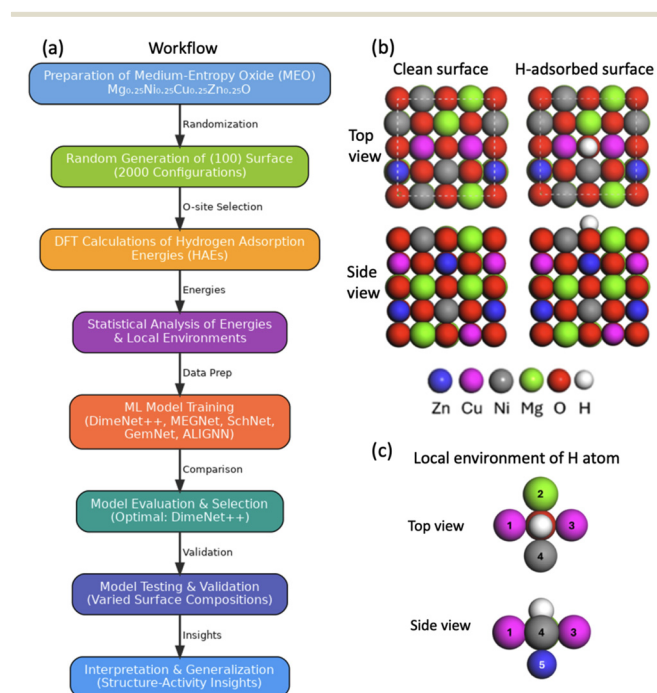 (a)
Workflow
Preparation of Medium-Entropy Oxide (MEO)
Mg₀.₂₅Ni₀.₂₅Cu₀.₂₅Zn₀.₂₅O
Randomization
Random Generation of (100) Surface
(2000 Configurations)
O-site Selection
DFT Calculations of Hydrogen Adsorption
Energies (HAEs)
Energies
Statistical Analysis of Energies
& Local Environments
Data Prep
ML Model Training
(DimeNet++, MEGNet, SchNet,
GemNet, ALIGNN)
Comparison
Model Evaluation & Selection
(Optimal: DimeNet++)
Validation
Model Testing & Validation
(Varied Surface Compositions)
Insights
Interpretation & Generalization
(Structure-Activity Insights)
(b)
Clean surface
H-adsorbed surface
Top
view
Side
view
Zn Cu Ni Mg O H
(c)
Local environment of H atom
Top view
2
1 3
4
Side view
1 4 3
5